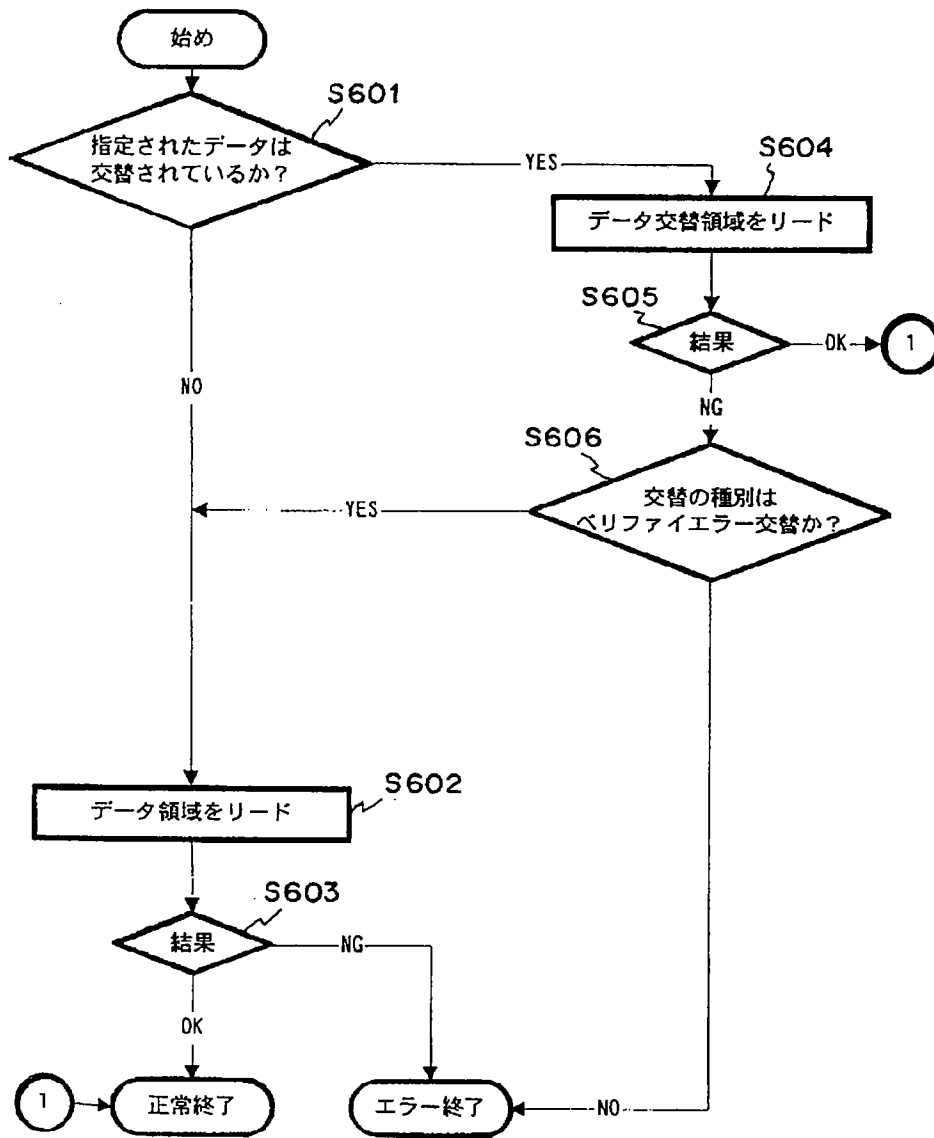 始め
S601
指定されたデータは
交替されているか？
YES
S604
データ交替領域をリード
S605
結果
OK
1
NO
NG
S606
交替の種別は
ベリファイエラー交替か？
YES
S602
データ領域をリード
S603
結果
NG
OK
1
正常終了
エラー終了
NO